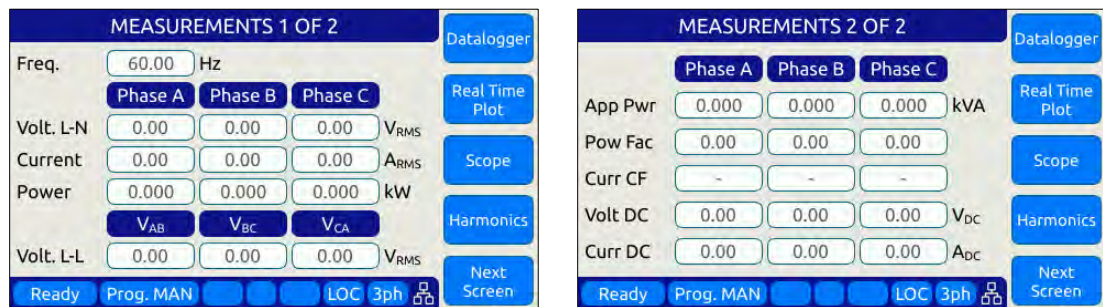 MEASUREMENTS 1 OF 2
Datalogger
Freq. 60.00 Hz
Phase A Phase B Phase C
Real Time
Plot
Volt. L-N 0.00 0.00 0.00 VRMS
Current 0.00 0.00 0.00 ARMS
Scope
Power 0.000 0.000 0.000 kW
VAB VBC VCA
Harmonics
Volt. L-L 0.00 0.00 0.00 VRMS
Next
Screen
Ready Prog. MAN LOC 3ph
MEASUREMENTS 2 OF 2
Datalogger
Phase A Phase B Phase C
Real Time
Plot
App Pwr 0.000 0.000 0.000 kVA
Pow Fac 0.00 0.00 0.00
Scope
Curr CF - - -
Volt DC 0.00 0.00 0.00 VDC
Harmonics
Curr DC 0.00 0.00 0.00 ADC
Next
Screen
Ready Prog. MAN LOC 3ph